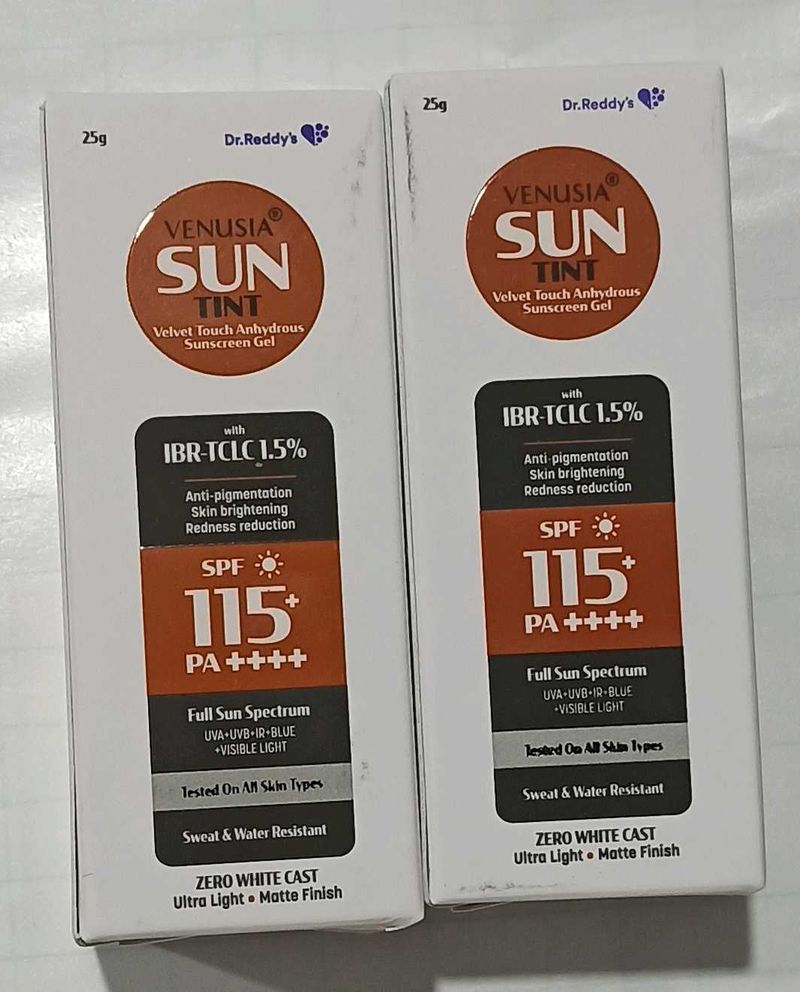 25g
Dr.Reddy's
VENUSIA®
SUN
TINT
Velvet Touch Anhydrous
Sunscreen Gel
with
IBR-TCLC 1.5%
Anti-pigmentation
Skin brightening
Redness reduction
SPF
115+
PA ++++
Full Sun Spectrum
UVA+UVB+IR+BLUE
+VISIBLE LIGHT
Tested On All Skin Types
Sweat & Water Resistant
ZERO WHITE CAST
Ultra Light • Matte Finish
25g
Dr.Reddy's
VENUSIA®
SUN
TINT
Velvet Touch Anhydrous
Sunscreen Gel
with
IBR-TCLC 1.5%
Anti-pigmentation
Skin brightening
Redness reduction
SPF
115+
PA ++++
Full Sun Spectrum
UVA+UVB+IR+BLUE
+VISIBLE LIGHT
Tested On All Skin Types
Sweat & Water Resistant
ZERO WHITE CAST
Ultra Light • Matte Finish